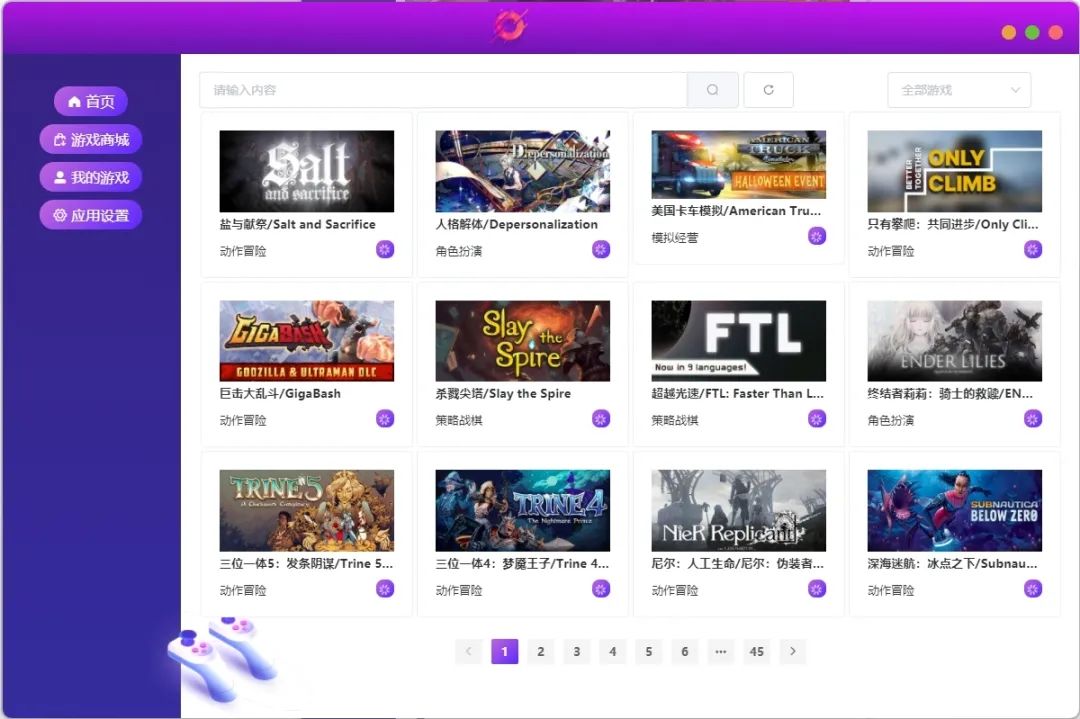 首页
游戏商城
我的游戏
应用设置
请输入内容
全部游戏
Salt
and sacrifice
盐与献祭/Salt and Sacrifice
动作冒险
Depersonalization
人格解体/Depersonalization
角色扮演
AMERICAN
TRUCK
Simulator
HALLOWEEN EVENT
美国卡车模拟/American Tru...
模拟经营
BETTER
TOGETHER
ONLY
CLIMB
只有攀爬：共同进步/Only Cli...
动作冒险
GIGABASH
GODZILLA & ULTRAMAN DLC
巨击大乱斗/GigaBash
动作冒险
Slay
the
Spire
杀戮尖塔/Slay the Spire
策略战棋
FTL
Now in 9 languages!
超越光速/FTL: Faster Than L...
策略战棋
ENDER LILIES
终结者莉莉：骑士的救赎/EN...
角色扮演
TRINE 5
A Clockwork Conspiracy
三位一体5：发条阴谋/Trine 5...
动作冒险
TRINE 4
The Nightmare Prince
三位一体4：梦魇王子/Trine 4...
动作冒险
NieR Replicant
尼尔：人工生命/尼尔：伪装者...
动作冒险
SUBNAUTICA
BELOW ZERO
深海迷航：冰点之下/Subnau...
动作冒险
1 2 3 4 5 6 ... 45